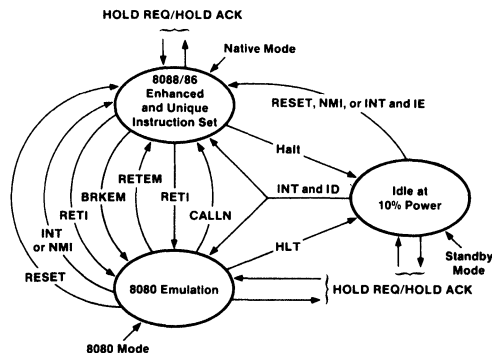 HOLD REQ/HOLD ACK
Native Mode
8088/86
Enhanced
and Unique
Instruction Set
RESET, NMI, or INT and IE
Halt
RETEM
BRKEM
RETI
INT and ID
Idle at
10% Power
CALLN
RETI
INT
or NMI
HLT
RESET
Standby
Mode
8080 Emulation
HOLD REQ/HOLD ACK
8080 Mode